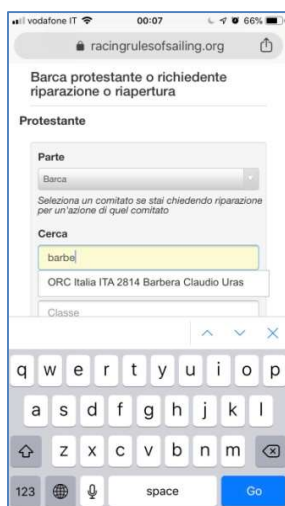 vodafone IT 00:07 66%
racingrulesofsailing.org
Barca protestante o richiedente
riparazione o riapertura
Protestante
Parte
Barca
Seleziona un comitato se stai chiedendo riparazione
per un'azione di quel comitato
Cerca
barbe
ORC Italia ITA 2814 Barbera Claudio Uras
Classe
q w e r t y u i o p
a s d f g h j k l
z x c v b n m
123 space Go